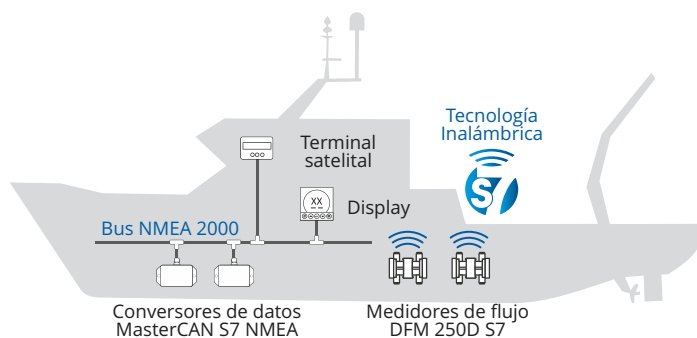 Tecnología
Inalámbrica
S7
Terminal
satelital
XX
Display
Bus NMEA 2000
Conversores de datos
MasterCAN S7 NMEA
Medidores de flujo
DFM 250D S7